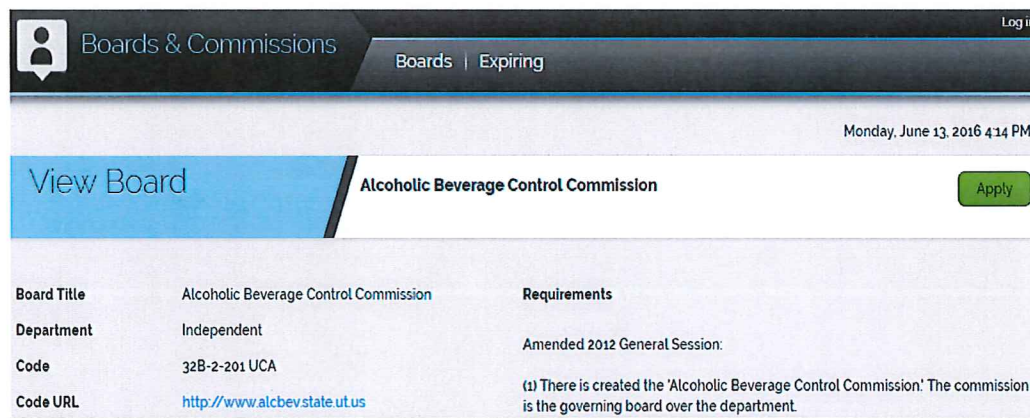 Log i
Boards & Commissions
Boards | Expiring
Monday, June 13, 2016 4:14 PM
View Board
Alcoholic Beverage Control Commission
Apply
Board Title Alcoholic Beverage Control Commission
Department Independent
Code 32B-2-201 UCA
Code URL http://www.alcbev.state.ut.us
Requirements
Amended 2012 General Session:
(1) There is created the 'Alcoholic Beverage Control Commission.' The commission
is the governing board over the department.